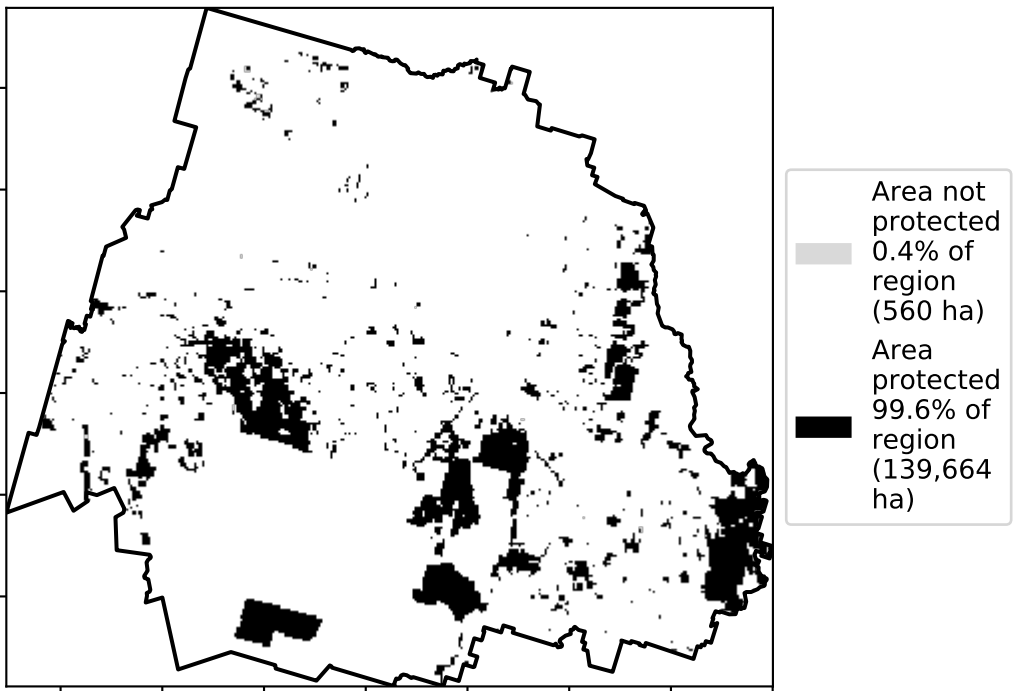 Area not
protected
0.4% of
region
(560 ha)
Area
protected
99.6% of
region
(139,664
ha)